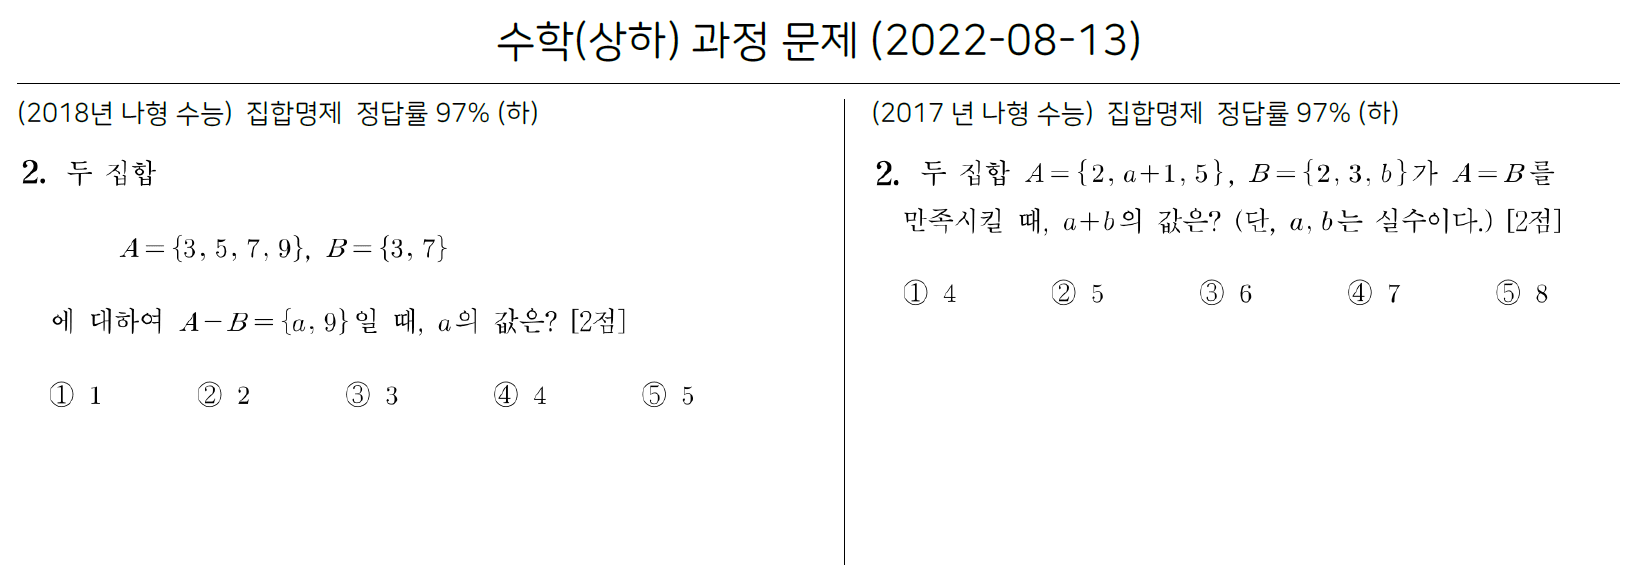 수학(상하) 과정 문제 (2022-08-13)
(2018년 나형 수능) 집합명제 정답률 97% (하)
2. 두 집합
A={3, 5, 7, 9}, B={3, 7}
에 대하여 A-B={a, 9}일 때, a의 값은? [2점]
① 1 ② 2 ③ 3 ④ 4 ⑤ 5
(2017 년 나형 수능) 집합명제 정답률 97% (하)
2. 두 집합 A={2, a+1, 5}, B={2, 3, b}가 A=B를
만족시킬 때, a+b의 값은? (단, a, b는 실수이다.) [2점]
① 4 ② 5 ③ 6 ④ 7 ⑤ 8